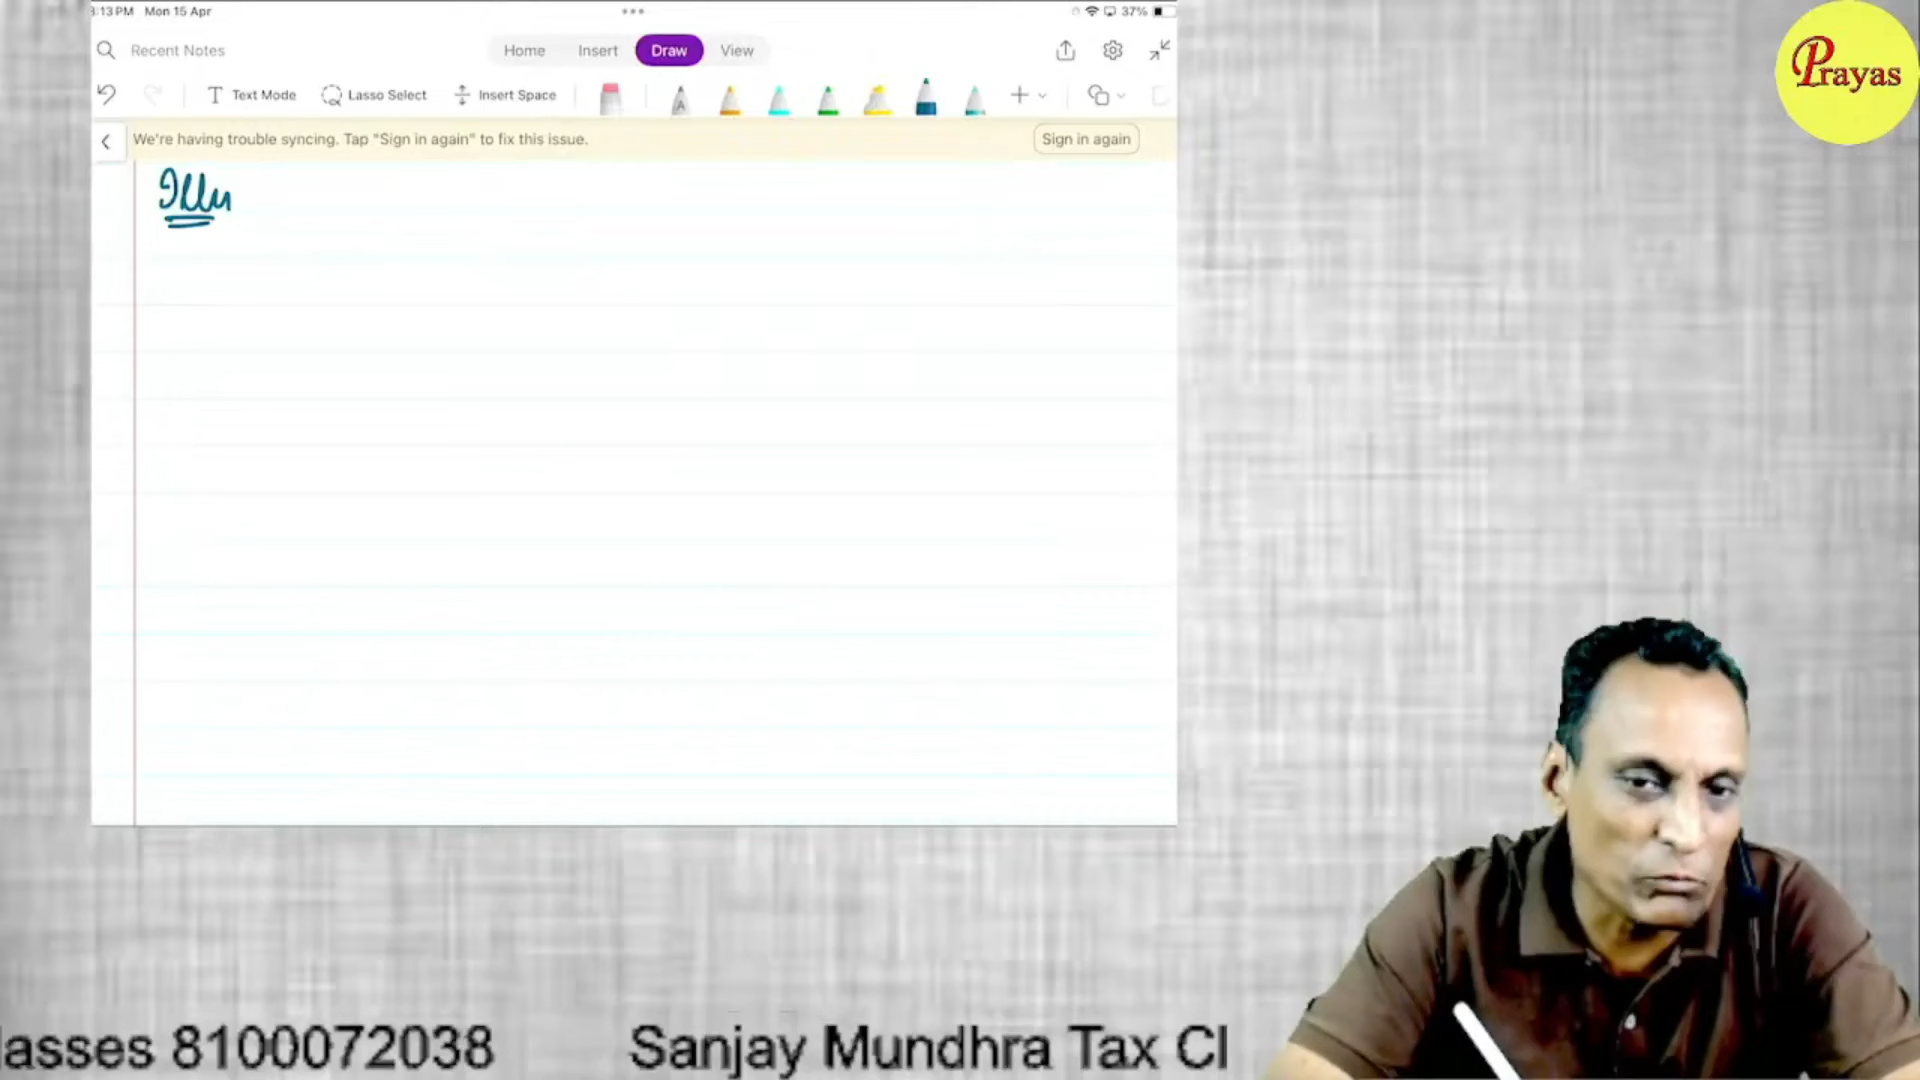 :13 PM Mon 15 Apr
37%
Recent Notes
Home Insert Draw View
Text Mode Lasso Select Insert Space
A
We're having trouble syncing. Tap "Sign in again" to fix this issue.
Sign in again
Illu
Prayas
lasses 8100072038 Sanjay Mundhra Tax Cl